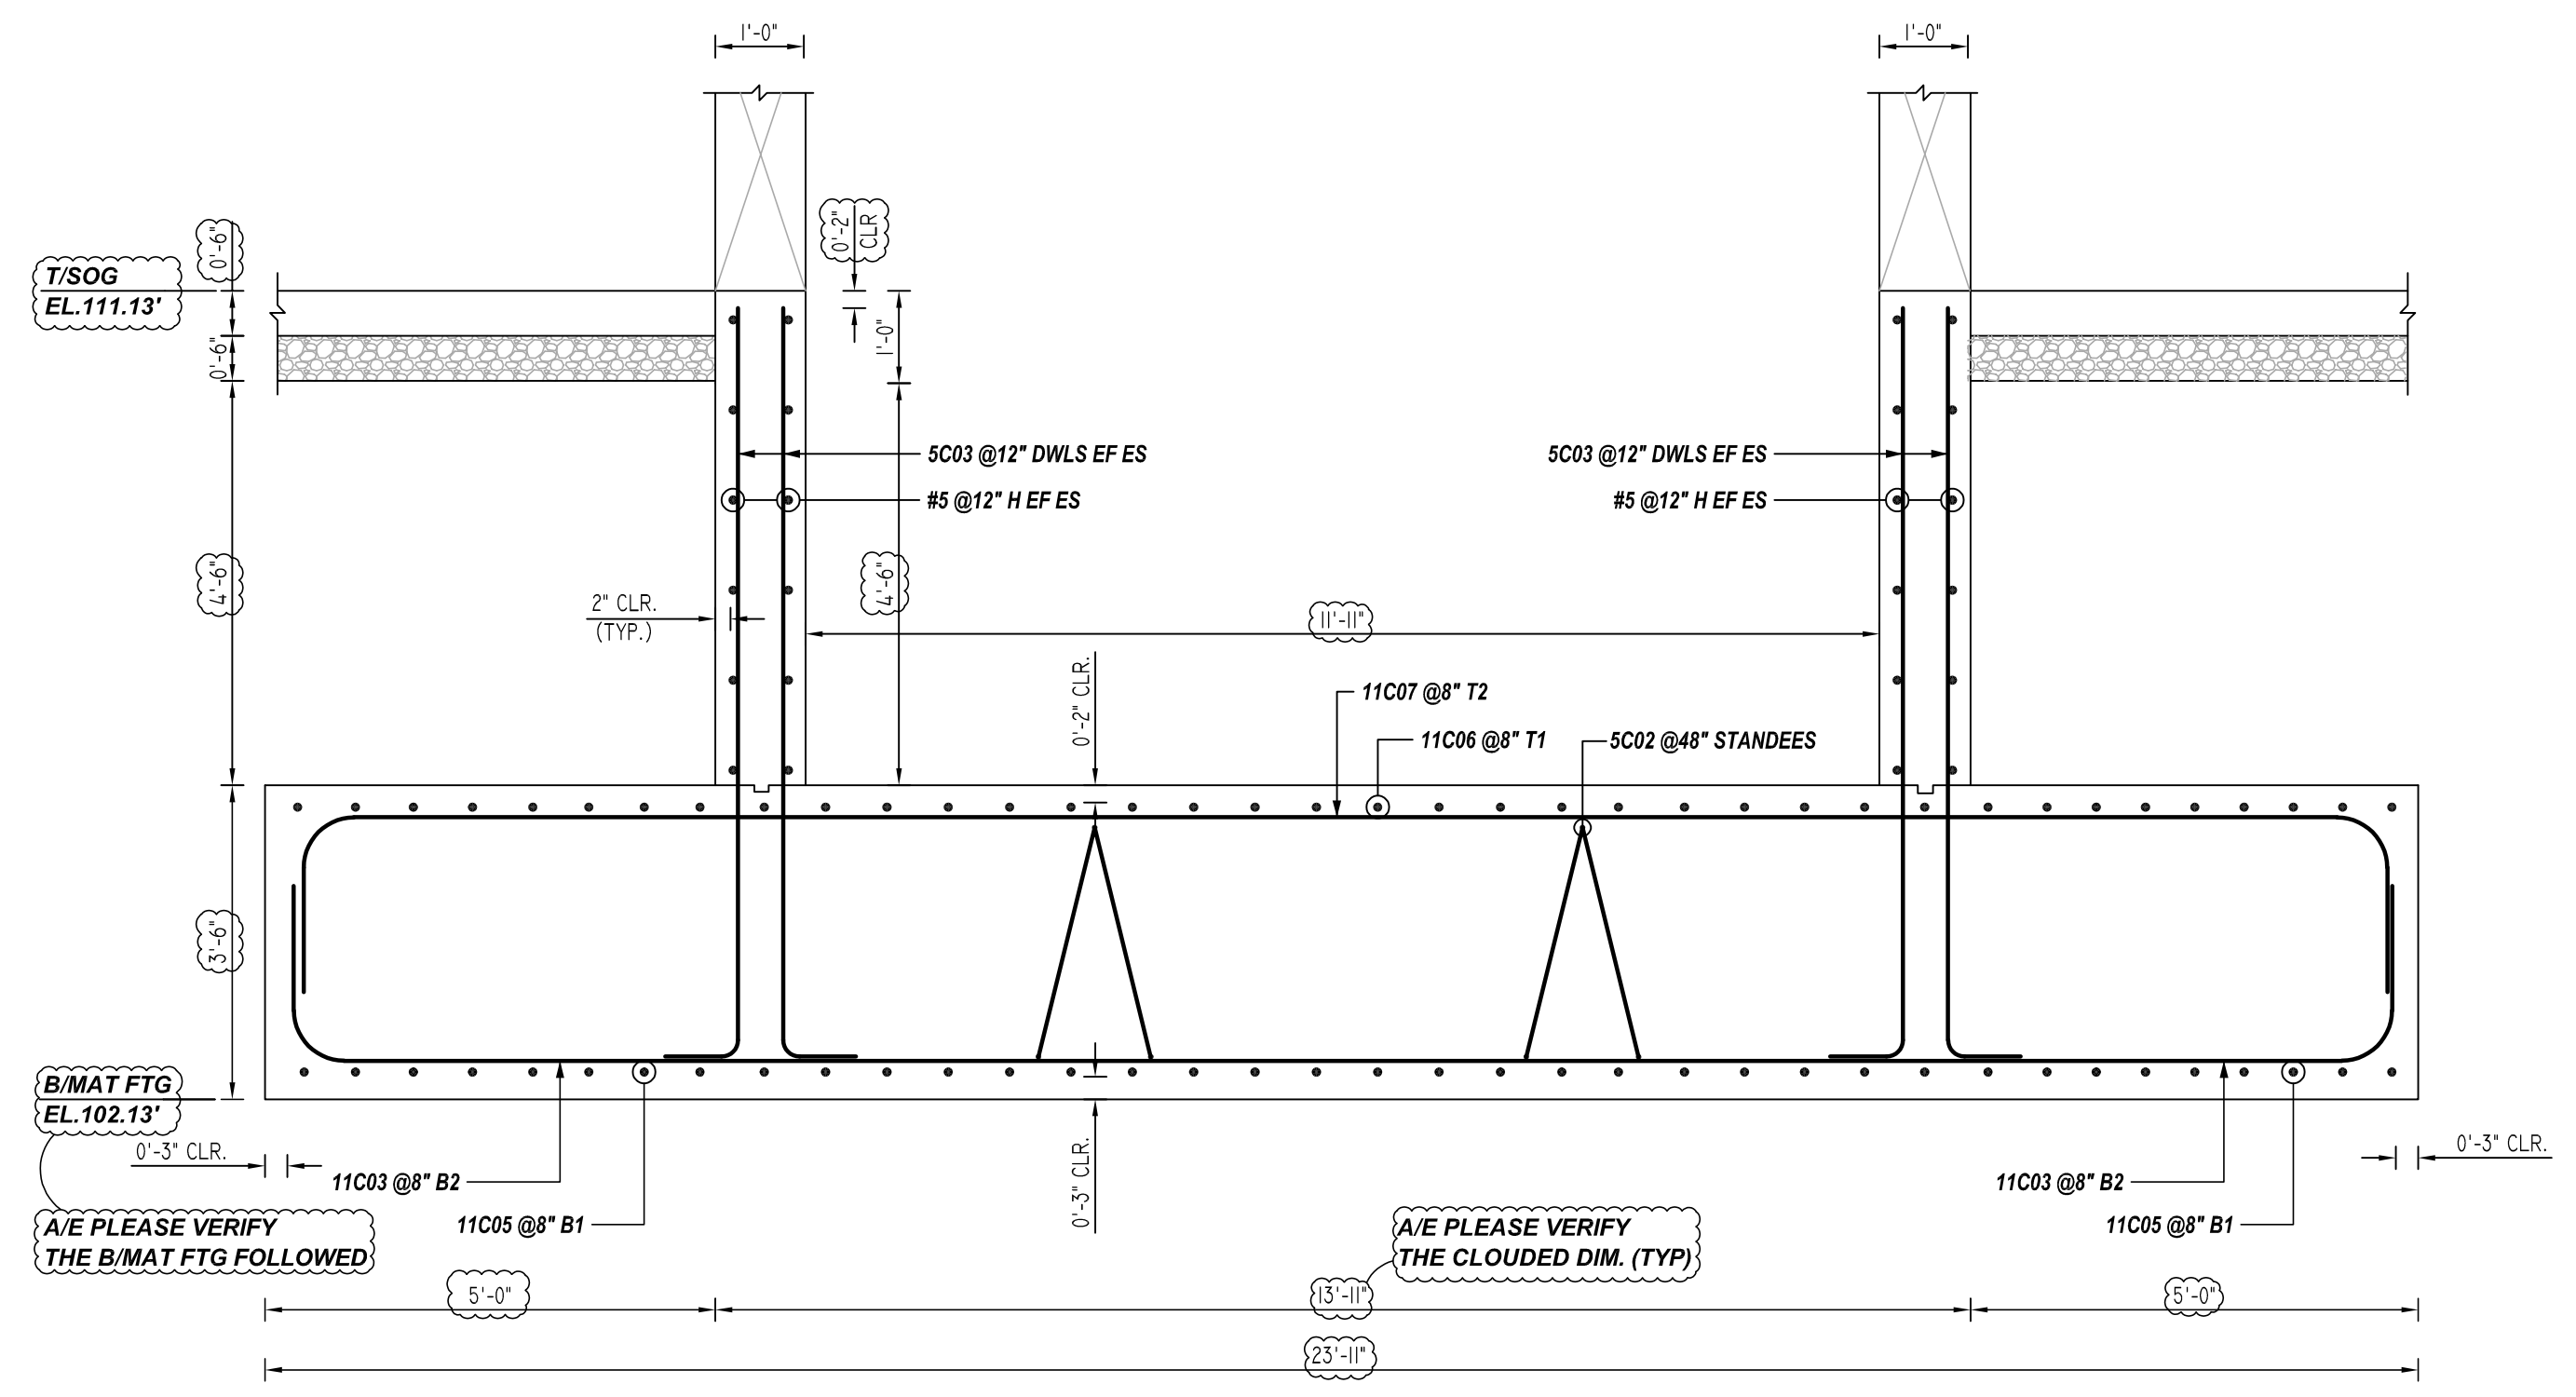 1'-0"
1'-0"
0'-6"
0'-2"
CLR
T/SOG
EL.111.13'
0'-6"
1'-0"
5C03 @12" DWLS EF ES
5C03 @12" DWLS EF ES
#5 @12" H EF ES
#5 @12" H EF ES
4'-6"
4'-6"
2" CLR.
(TYP.)
11'-11"
0'-2" CLR.
11C07 @8" T2
11C06 @8" T1
5C02 @48" STANDEES
3'-6"
B/MAT FTG
EL.102.13'
0'-3" CLR.
0'-3" CLR.
11C03 @8" B2
11C03 @8" B2
0'-3" CLR.
11C05 @8" B1
11C05 @8" B1
A/E PLEASE VERIFY
THE B/MAT FTG FOLLOWED
A/E PLEASE VERIFY
THE CLOUDED DIM. (TYP)
5'-0"
13'-11"
5'-0"
23'-11"